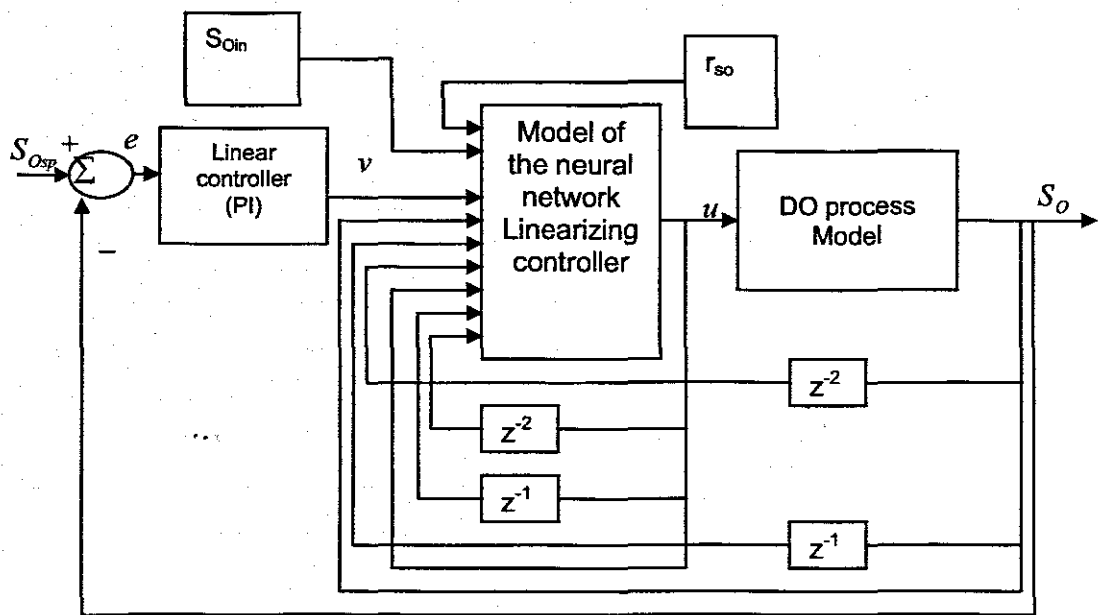 S_Oin
r_so
S_Osp
+
Σ
e
–
Linear
controller
(PI)
v
Model of
the neural
network
Linearizing
controller
u
DO process
Model
S_O
z^-2
z^-2
z^-1
z^-1